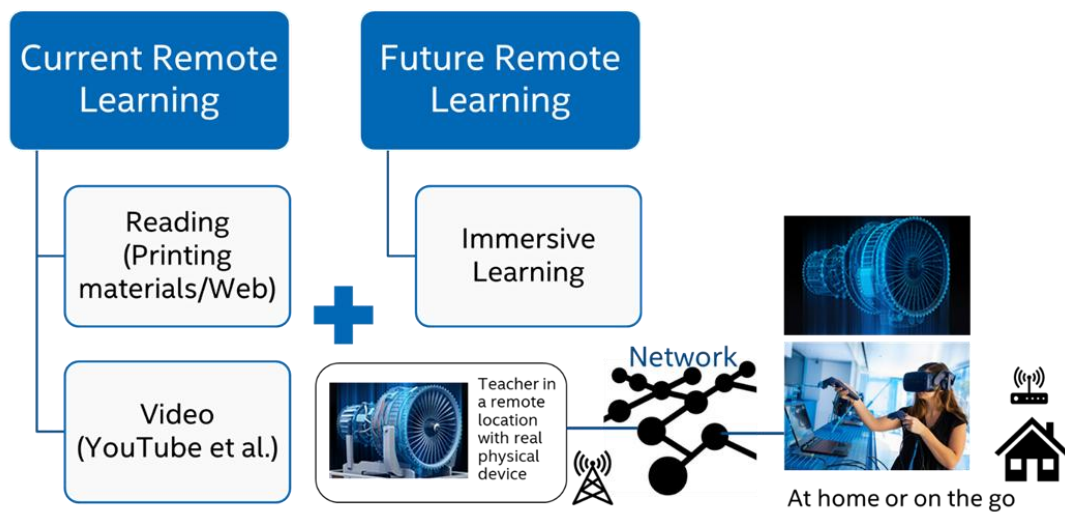 Current Remote
Learning
Future Remote
Learning
Reading
(Printing
materials/Web)
Immersive
Learning
Video
(YouTube et al.)
Teacher in
a remote
location
with real
physical
device
Network
At home or on the go